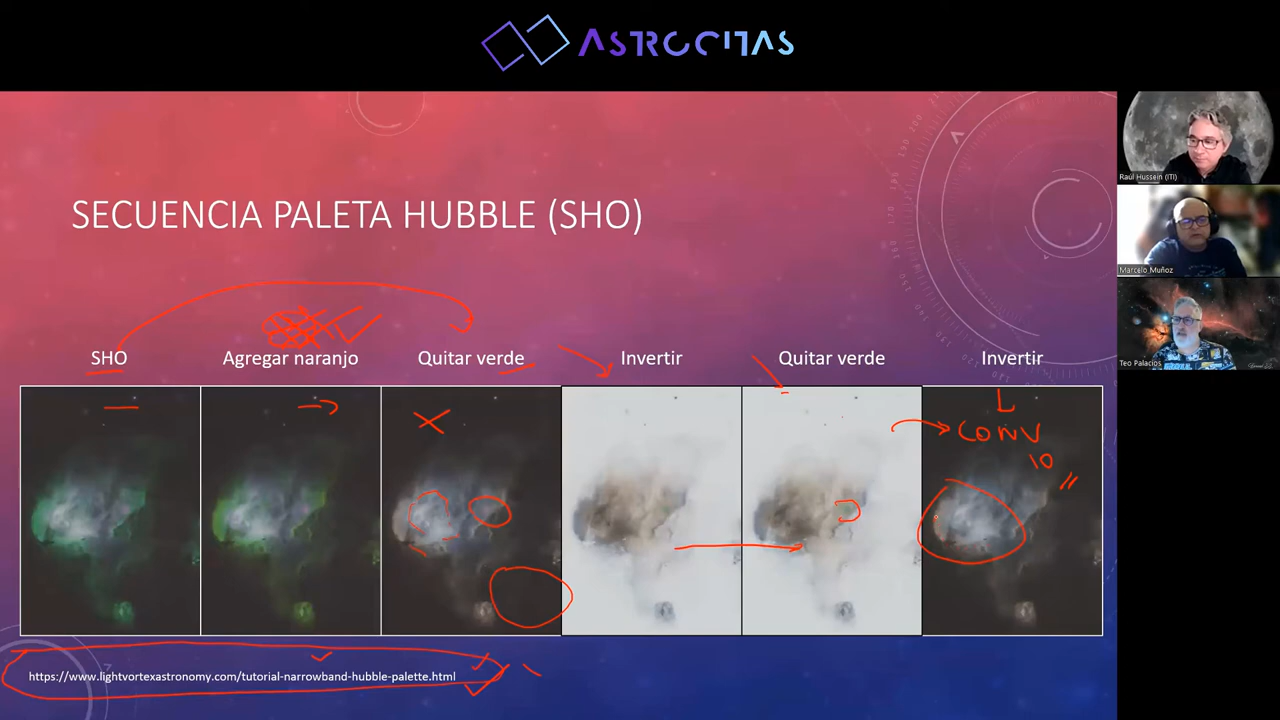 ASTROCITAS
SECUENCIA PALETA HUBBLE (SHO)
Raúl Hussein (ITI)
Marcelo Muñoz
Teo Palacios
SHO
Agregar naranjo
Quitar verde
Invertir
Quitar verde
Invertir
L
CONV
10
https://www.lightvortexastronomy.com/tutorial-narrowband-hubble-palette.html